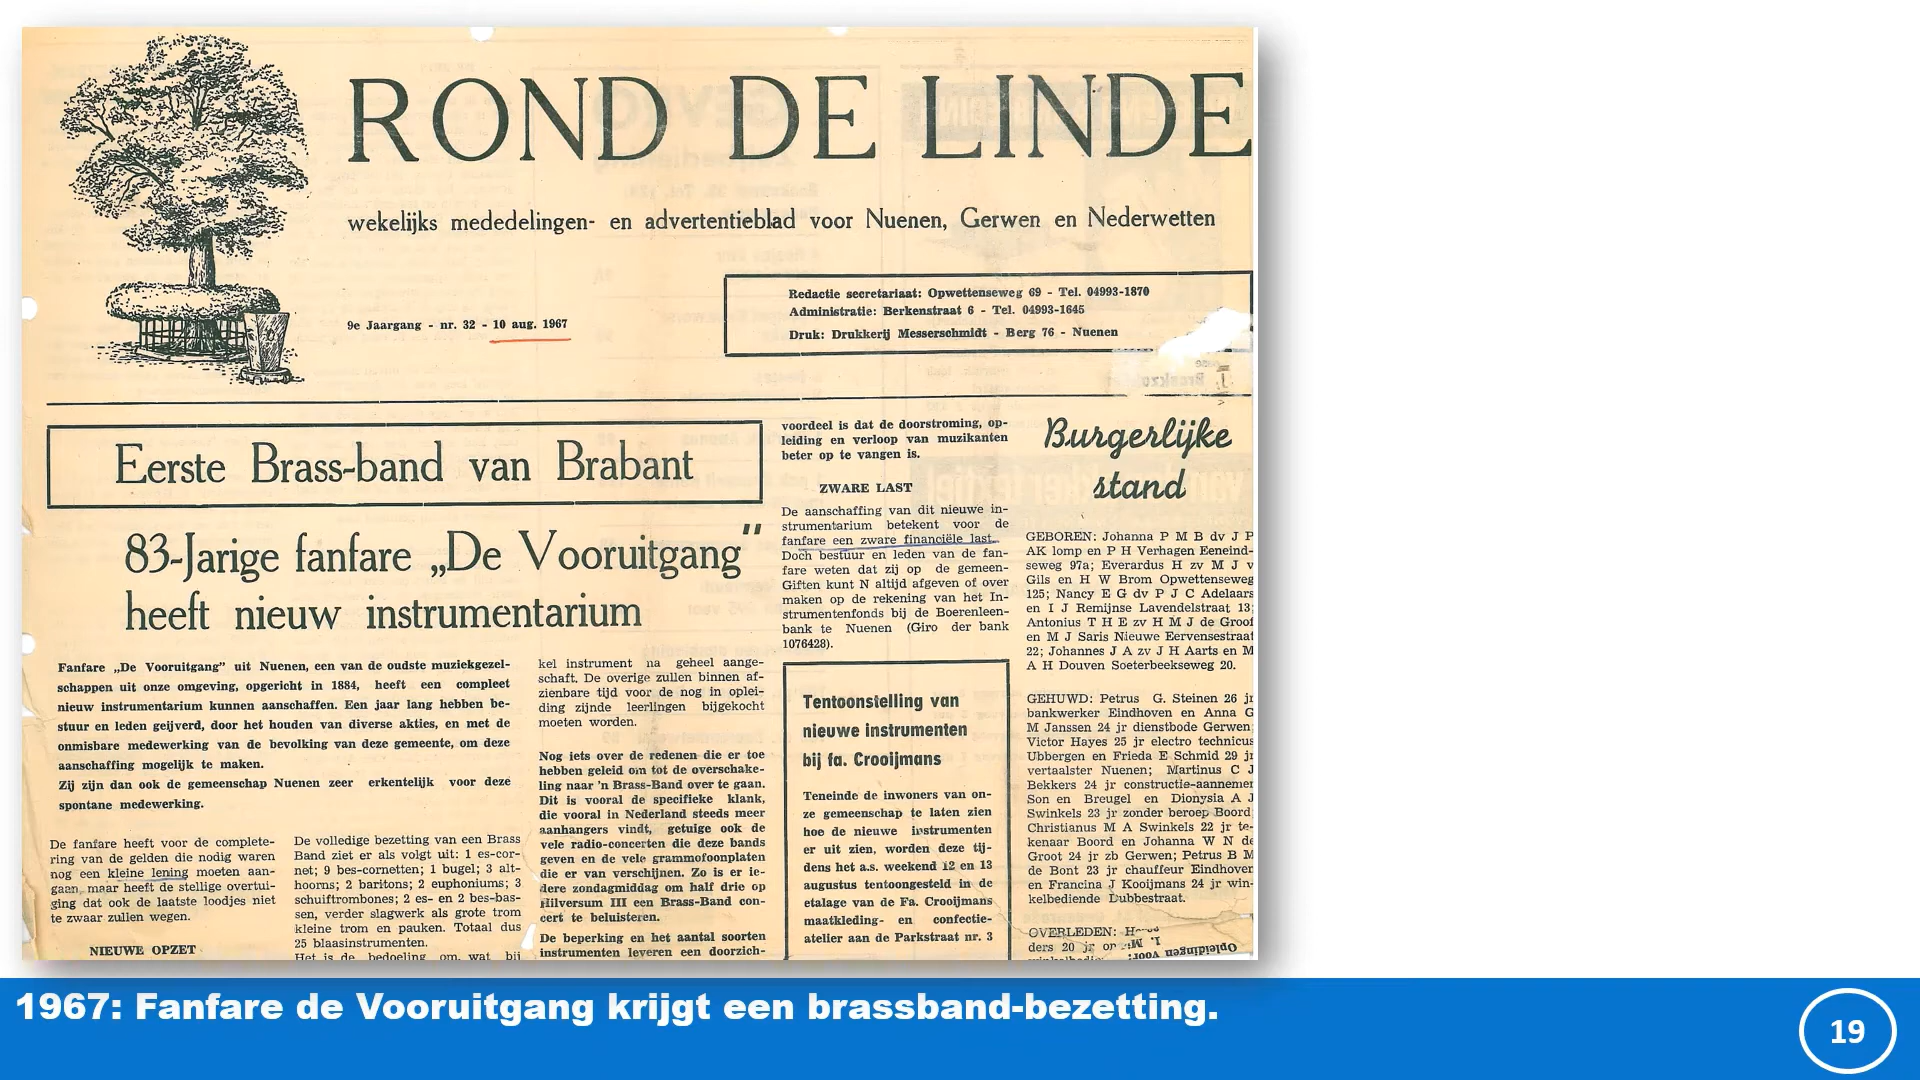 ROND DE LINDE
wekelijks mededelingen- en advertentieblad voor Nuenen, Gerwen en Nederwetten
Redactie secretariaat: Opwettenseweg 69 - Tel. 04993-1870
Administratie: Berkenstraat 6 - Tel. 04993-1645
Druk: Drukkerij Messerschmidt - Berg 76 - Nuenen
9e Jaargang - nr. 32 - 10 aug. 1967
Eerste Brass-band van Brabant
83-Jarige fanfare „De Vooruitgang"
heeft nieuw instrumentarium
Fanfare „De Vooruitgang" uit Nuenen, een van de oudste muziekgezel-
schappen uit onze omgeving, opgericht in 1884, heeft een compleet
nieuw instrumentarium kunnen aanschaffen. Een jaar lang hebben be-
stuur en leden geijverd, door het houden van diverse akties, en met de
onmisbare medewerking van de bevolking van deze gemeente, om deze
aanschaffing mogelijk te maken.
Zij zijn dan ook de gemeenschap Nuenen zeer erkentelijk voor deze
spontane medewerking.
De fanfare heeft voor de complete-
ring van de gelden die nodig waren
nog een kleine lening moeten aan-
gaan, maar heeft de stellige overtui-
ging dat ook de laatste loodjes niet
te zwaar zullen wegen.
NIEUWE OPZET
De volledige bezetting van een Brass
Band ziet er als volgt uit: 1 es-cor-
net; 9 bes-cornetten; 1 bugel; 3 alt-
hoorns; 2 baritons; 2 euphoniums; 3
schuiftrombones; 2 es- en 2 bes-bas-
sen, verder slagwerk als grote trom
kleine trom en pauken. Totaal dus
25 blaasinstrumenten.
Het is de bedoeling om wat bij
kel instrument na geheel aange-
schaft. De overige zullen binnen af-
zienbare tijd voor de nog in oplei-
ding zijnde leerlingen bijgekocht
moeten worden.
Nog iets over de redenen die er toe
hebben geleid om tot de overschake-
ling naar 'n Brass-Band over te gaan.
Dit is vooral de specifieke klank,
die vooral in Nederland steeds meer
aanhangers vindt, getuige ook de
vele radio-concerten die deze bands
geven en de vele grammofoonplaten
die er van verschijnen. Zo is er ie-
dere zondagmiddag om half drie op
Hilversum III een Brass-Band con-
cert te beluisteren.
De beperking en het aantal soorten
instrumenten leveren een doorzich-
voordeel is dat de doorstroming, op-
leiding en verloop van muzikanten
beter op te vangen is.
ZWARE LAST
De aanschaffing van dit nieuwe in-
strumentarium betekent voor de
fanfare een zware financiële last.
Doch bestuur en leden van de fan-
fare weten dat zij op de gemeen-
Giften kunt N altijd afgeven of over
maken op de rekening van het In-
strumentenfonds bij de Boerenleen-
bank te Nuenen (Giro der bank
1076428).
Tentoonstelling van
nieuwe instrumenten
bij fa. Crooijmans
Teneinde de inwoners van on-
ze gemeenschap te laten zien
hoe de nieuwe instrumenten
er uit zien, worden deze tij-
dens het a.s. weekend 12 en 13
augustus tentoongesteld in de
etalage van de Fa. Crooijmans
maatkleding- en confectie-
atelier aan de Parkstraat nr. 3
Burgerlijke
stand
GEBOREN: Johanna P M B dv J P
AK lomp en P H Verhagen Eeneind-
seweg 97a; Everardus H zv M J v
Gils en H W Brom Opwettenseweg
125; Nancy E G dv P J C Adelaars
en I J Remijnse Lavendelstraat 13;
Antonius T H E zv H M J de Groof
en M J Saris Nieuwe Eervensestraat
22; Johannes J A zv J H Aarts en M
A H Douven Soeterbeekseweg 20.
GEHUWD: Petrus G. Steinen 26 jr
bankwerker Eindhoven en Anna G
M Janssen 24 jr dienstbode Gerwen;
Victor Hayes 25 jr electro technicus
Ubbergen en Frieda E Schmid 29 jr
vertaalster Nuenen; Martinus C J
Bekkers 24 jr constructie-aannemer
Son en Breugel en Dionysia A J
Swinkels 23 jr zonder beroep Boord;
Christianus M A Swinkels 22 jr te-
kenaar Boord en Johanna W N de
Groot 24 jr zb Gerwen; Petrus B M
de Bont 23 jr chauffeur Eindhoven
en Francina J Kooijmans 24 jr win-
kelbediende Dubbestraat.
OVERLEDEN:
ders 20 jr
Opleidingen voor:
1967: Fanfare de Vooruitgang krijgt een brassband-bezetting.
19